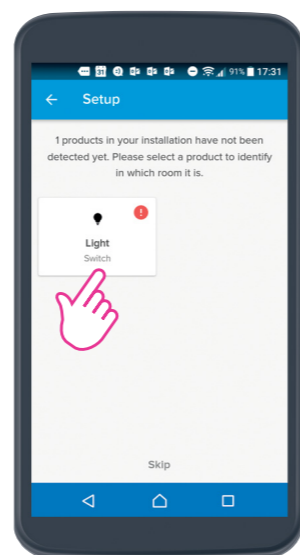 31 91% 17:31
Setup
1 products in your installation have not been
detected yet. Please select a product to identify
in which room it is.
Light
Switch
Skip